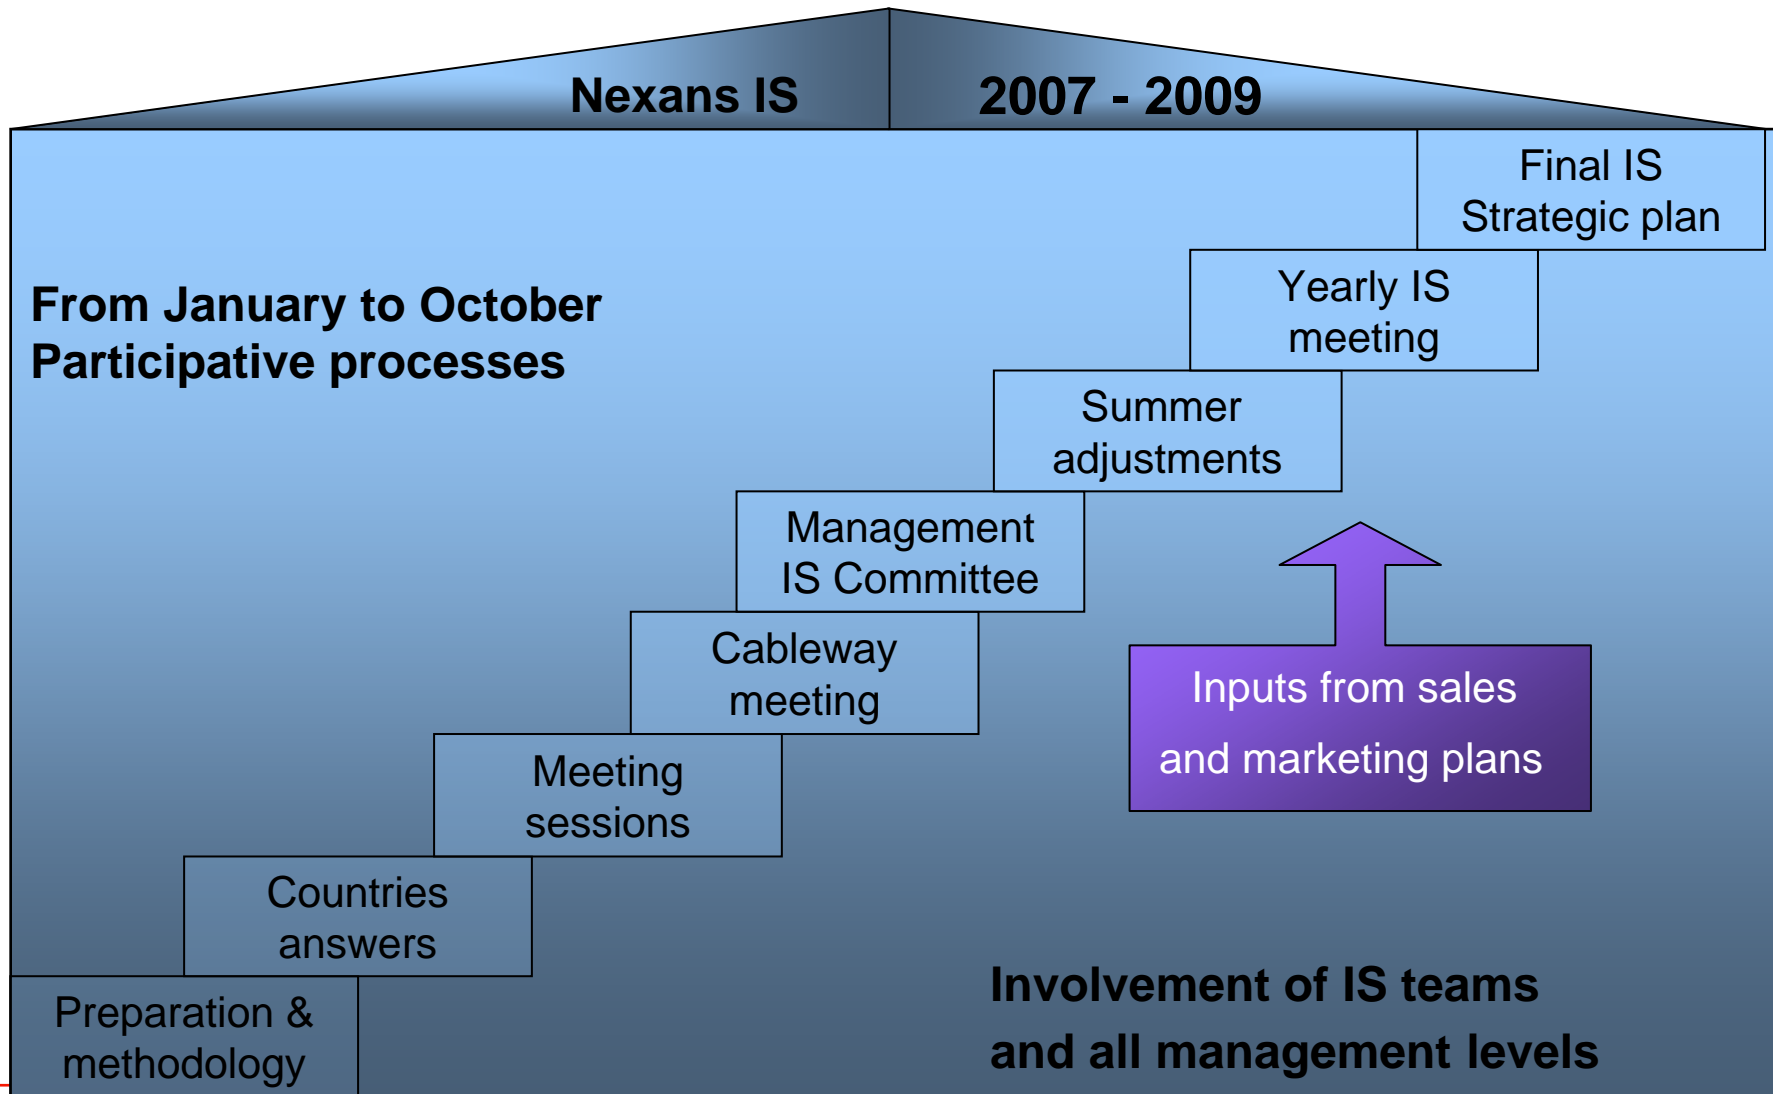 Nexans IS
2007 - 2009
Final IS
Strategic plan
Yearly IS
meeting
From January to October
Participative processes
Summer
adjustments
Management
IS Committee
Cableway
meeting
Inputs from sales
and marketing plans
Meeting
sessions
Countries
answers
Involvement of IS teams
and all management levels
Preparation &
methodology